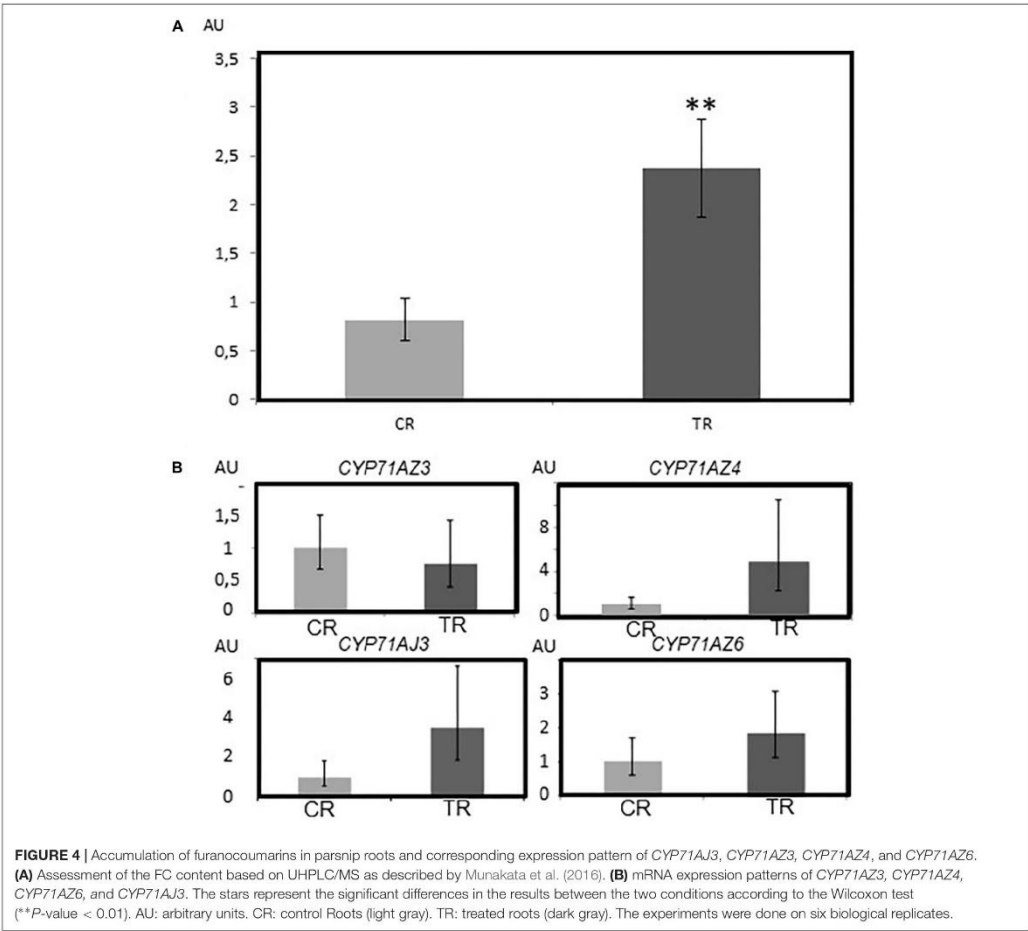 A AU
3,5
3
**
2,5
2
1,5
1
0,5
0
CR TR
B AU CYP71AZ3
-
1,5
1
0,5
0
CR TR
AU CYP71AZ4
8
4
0
CR TR
AU CYP71AJ3
6
4
2
0
CR TR
AU CYP71AZ6
3
2
1
0
CR TR
FIGURE 4 | Accumulation of furanocoumarins in parsnip roots and corresponding expression pattern of CYP71AJ3, CYP71AZ3, CYP71AZ4, and CYP71AZ6.
(A) Assessment of the FC content based on UHPLC/MS as described by Munakata et al. (2016). (B) mRNA expression patterns of CYP71AZ3, CYP71AZ4,
CYP71AZ6, and CYP71AJ3. The stars represent the significant differences in the results between the two conditions according to the Wilcoxon test
(**P-value < 0.01). AU: arbitrary units. CR: control Roots (light gray). TR: treated roots (dark gray). The experiments were done on six biological replicates.